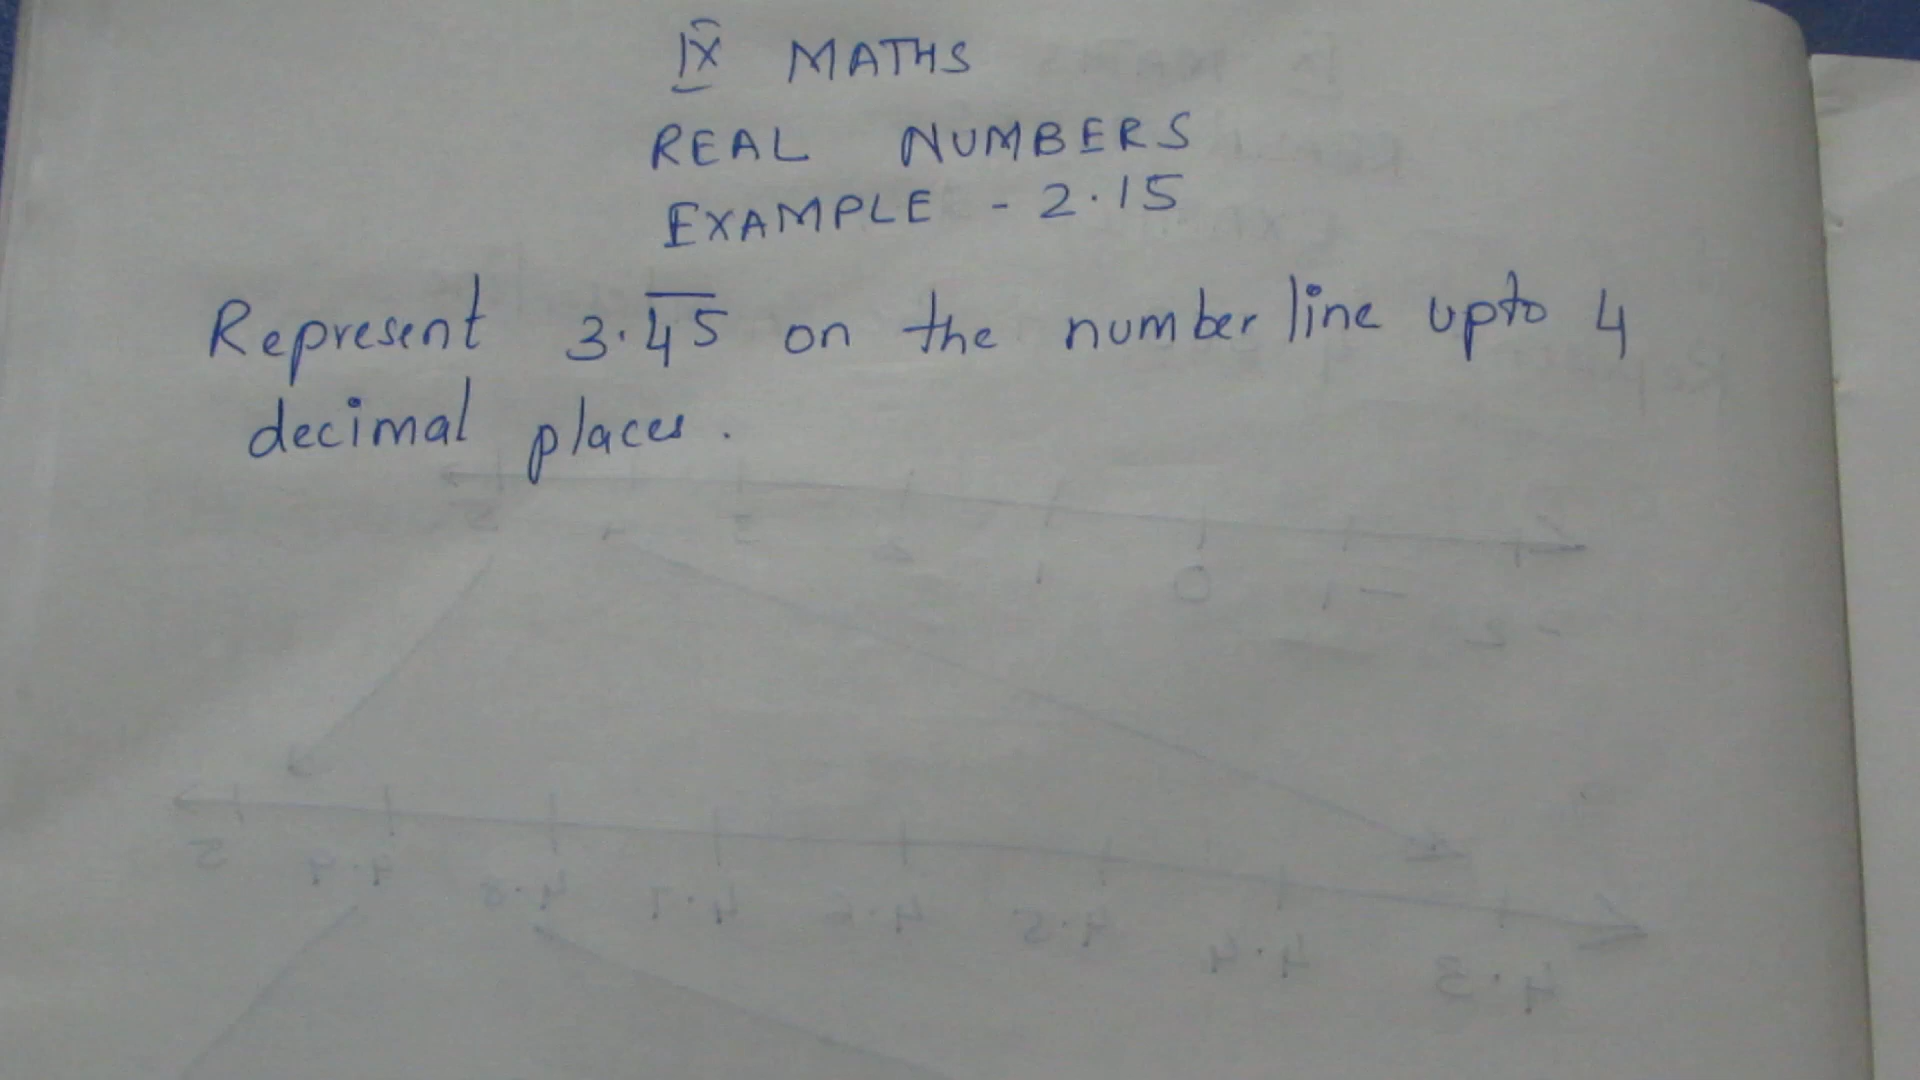 IX MATHS
REAL NUMBERS
EXAMPLE - 2.15
Represent 3.4̅5̅ on the number line upto 4
decimal places.